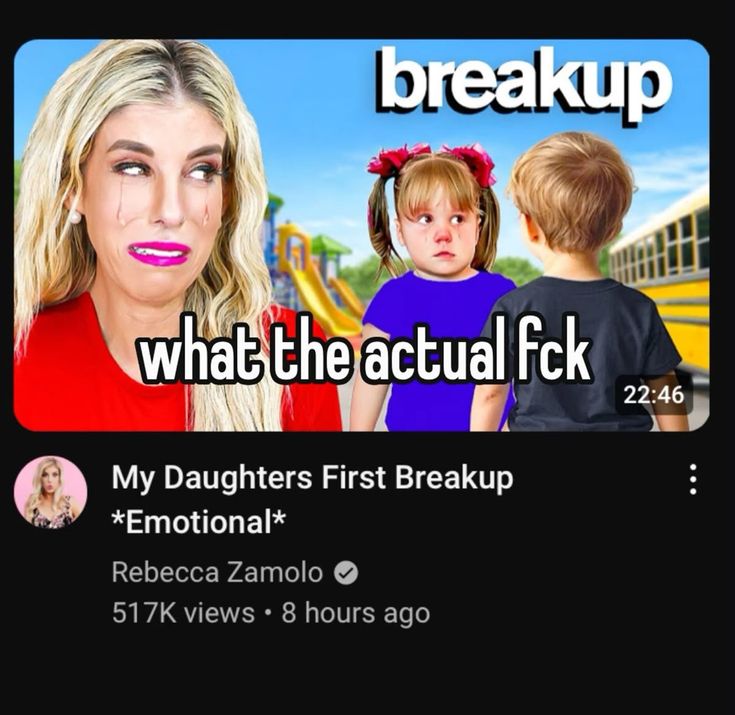 breakup
what the actual fck
22:46
My Daughters First Breakup
*Emotional*
Rebecca Zamolo
517K views • 8 hours ago